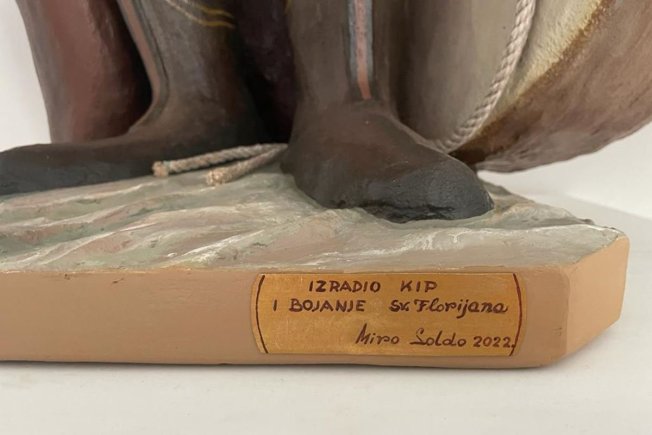 IZRADIO KIP
I BOJANJE Sv. Florijana
Miro Soldo 2022.